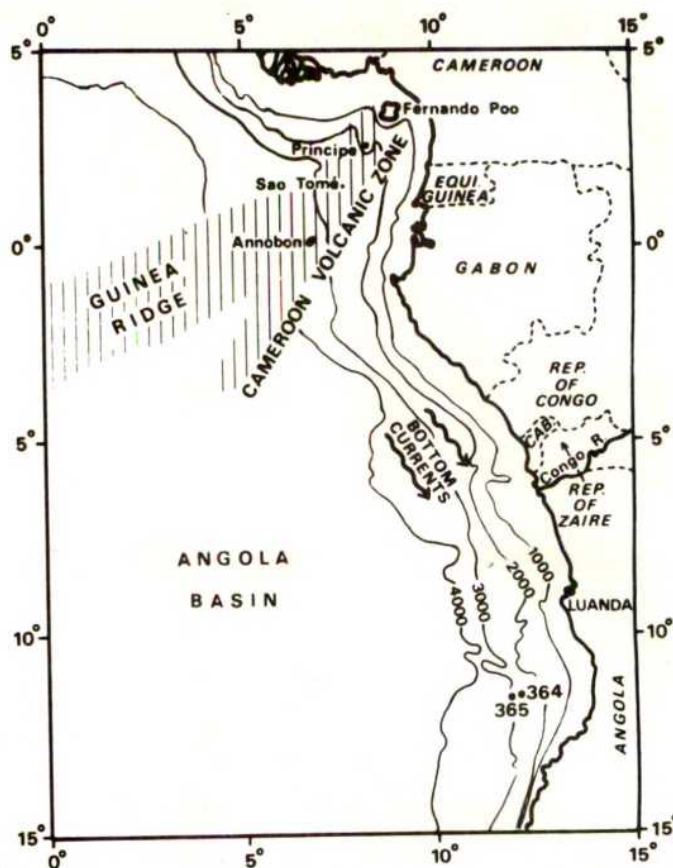 0° 5° 10° 15°
5° 5°
CAMEROON
Fernando Poo
Principe
EQUI.
GUINEA
Sao Tomé.
Annobon
0° 0°
GABON
GUINEA
RIDGE
CAMEROON VOLCANIC ZONE
REP.
OF
CONGO
CAB.
5° 5°
Congo R.
BOTTOM
CURRENTS
REP.
OF
ZAIRE
ANGOLA
BASIN
1000
2000
3000
4000
LUANDA
10° 10°
364
365
ANGOLA
15° 15°
0° 5° 10° 15°